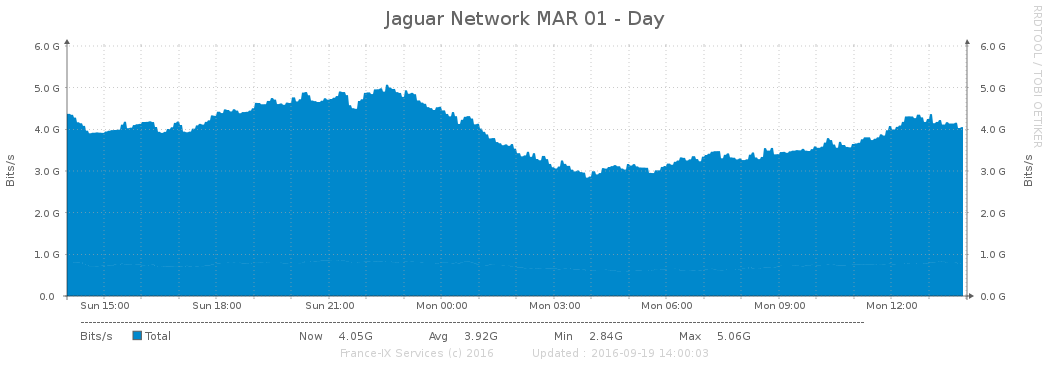 Jaguar Network MAR 01 - Day
RRDTOOL / TOBI OETIKER
6.0 G 6.0 G
5.0 G 5.0 G
4.0 G 4.0 G
3.0 G 3.0 G
2.0 G 2.0 G
1.0 G 1.0 G
0.0 0.0 G
Bits/s Bits/s
Sun 15:00 Sun 18:00 Sun 21:00 Mon 00:00 Mon 03:00 Mon 06:00 Mon 09:00 Mon 12:00
Bits/s Total Now 4.05G Avg 3.92G Min 2.84G Max 5.06G
France-IX Services (c) 2016 Updated : 2016-09-19 14:00:03